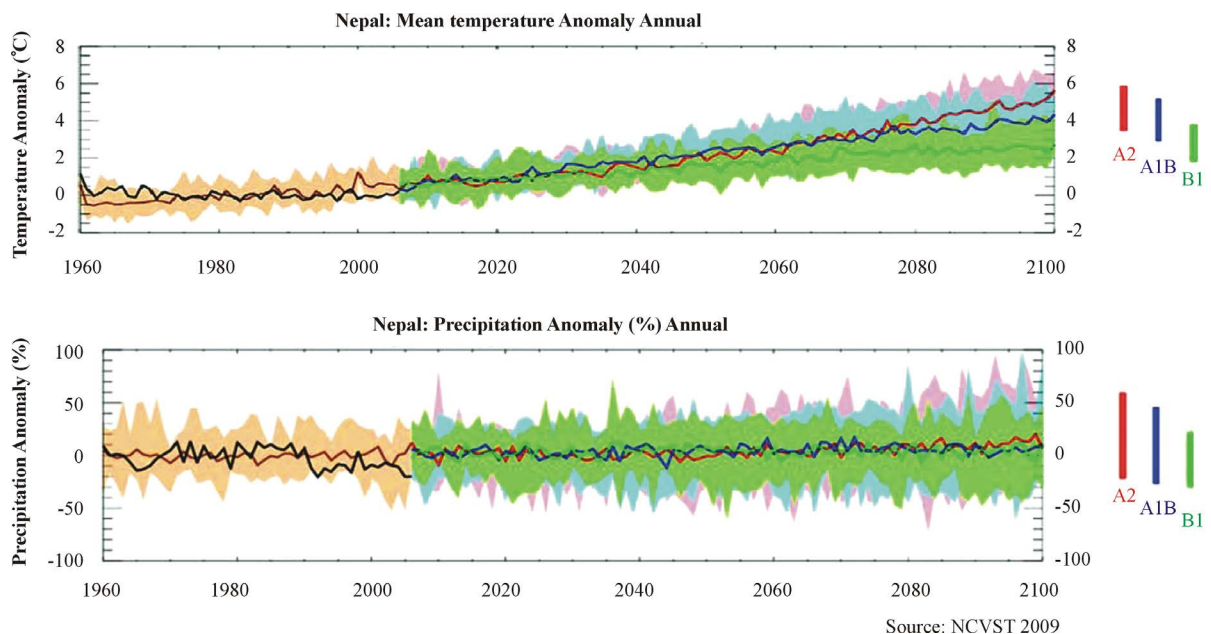 Nepal: Mean temperature Anomaly Annual
Temperature Anomaly (℃)
8 8
6 6
4 4
2 2
0 0
-2 -2
1960 1980 2000 2020 2040 2060 2080 2100
A2
A1B
B1
Nepal: Precipitation Anomaly (%) Annual
Precipitation Anomaly (%)
100 100
50 50
0 0
-50 -50
-100 -100
1960 1980 2000 2020 2040 2060 2080 2100
A2
A1B
B1
Source: NCVST 2009